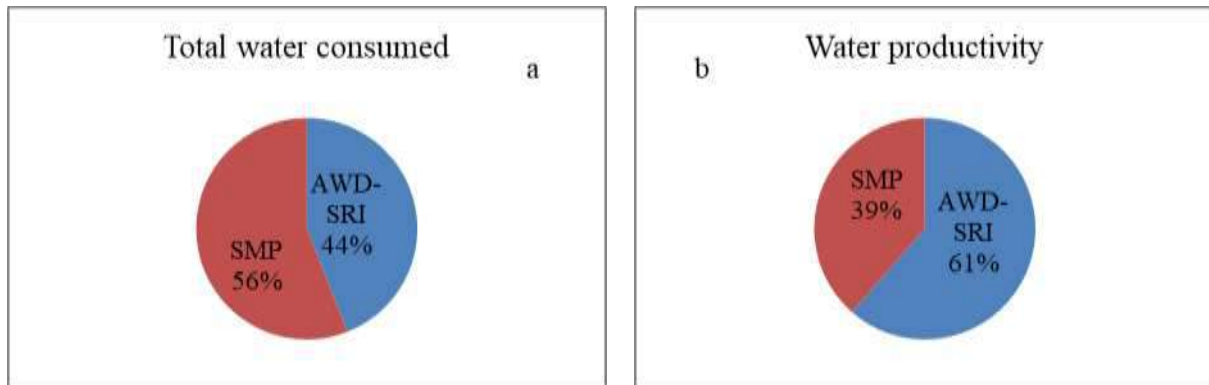 Total water consumed
a
AWD-
SRI
44%
SMP
56%
b
Water productivity
SMP
39%
AWD-
SRI
61%